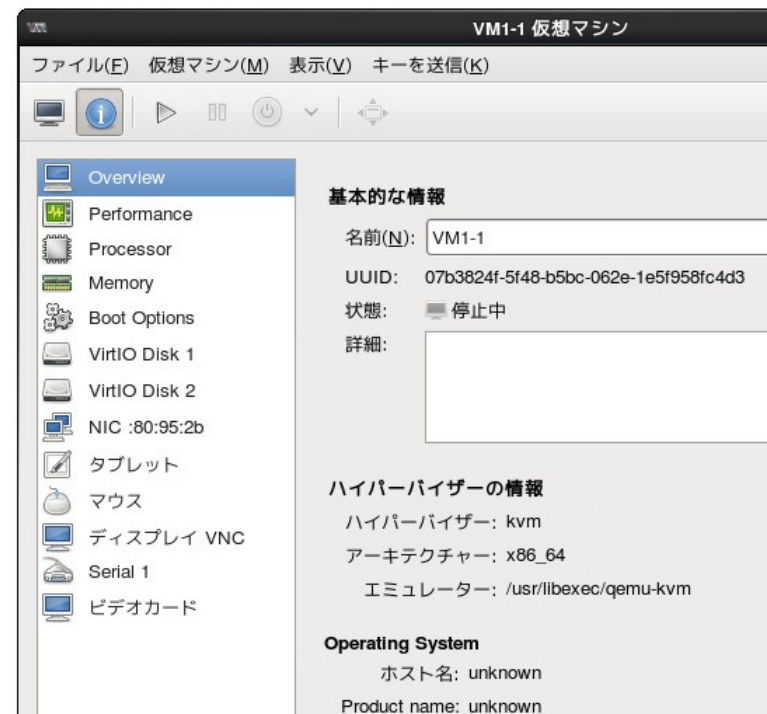 VM1-1 仮想マシン
ファイル(F) 仮想マシン(M) 表示(V) キーを送信(K)
Overview
Performance
Processor
Memory
Boot Options
VirtIO Disk 1
VirtIO Disk 2
NIC :80:95:2b
タブレット
マウス
ディスプレイ VNC
Serial 1
ビデオカード
基本的な情報
名前(N): VM1-1
UUID: 07b3824f-5f48-b5bc-062e-1e5f958fc4d3
状態: 停止中
詳細:
ハイパーバイザーの情報
ハイパーバイザー: kvm
アーキテクチャー: x86_64
エミュレーター: /usr/libexec/qemu-kvm
Operating System
ホスト名: unknown
Product name: unknown